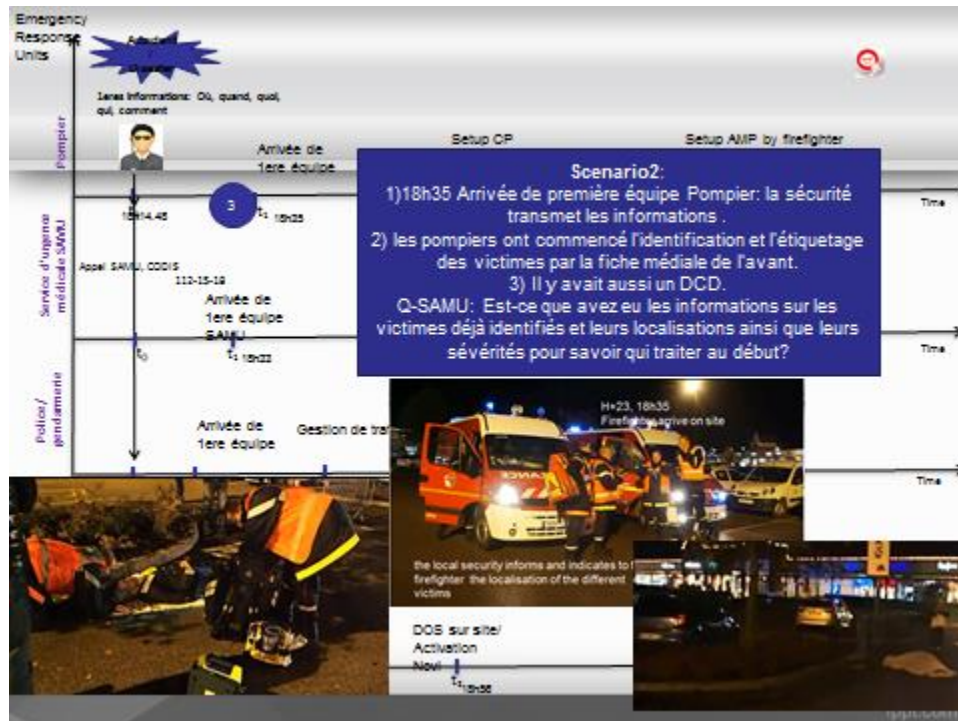 Emergency
Response
Units
1eres Informations: Où, quand, quoi,
qui, comment
Pompier
Arrivée de
1ere équipe
Setup CP
Setup AMP by firefighter
3
t₁ 18h35
Time
Scenario2:
1)18h35 Arrivée de première équipe Pompier: la sécurité
transmet les informations .
2) les pompiers ont commencé l'identification et l'étiquetage
des victimes par la fiche médiale de l'avant.
3) Il y avait aussi un DCD.
Q-SAMU: Est-ce que avez eu les informations sur les
victimes déjà identifiés et leurs localisations ainsi que leurs
sévérités pour savoir qui traiter au début?
Service d'urgence
médicale SAMU
Appel SAMU, CODIS
112-15-18
Arrivée de
1ere équipe
SAMU
t₀
t₁
Time
Police/
gendarmerie
Arrivée de
1ere équipe
Gestion de
Time
H+23, 18h35
Firefighters arrive on site
the local security informs and indicates to
firefighter the localisation of the different
victims
DOS sur site/
Activation
Novi
18h56